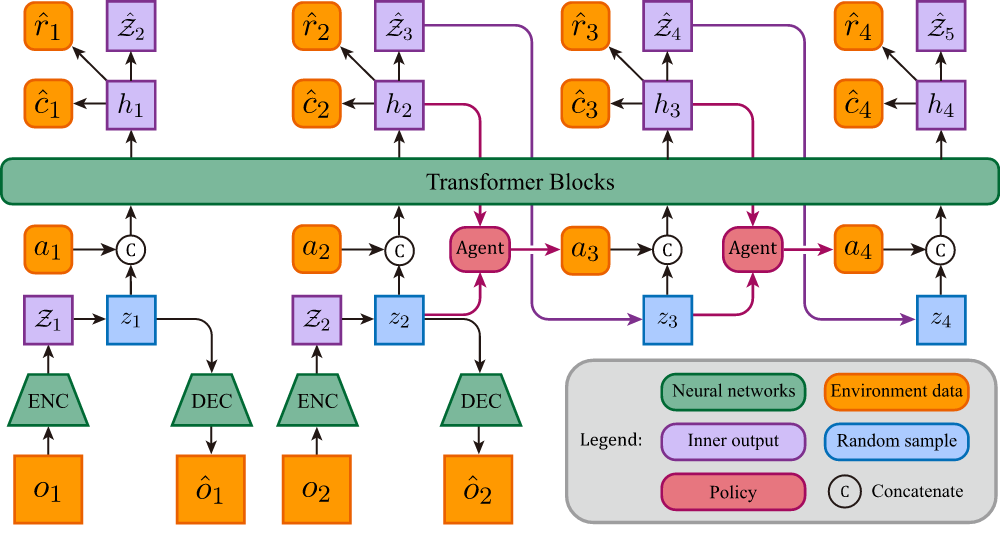 r̂₁ 𝒵̂₂ r̂₂ 𝒵̂₃ r̂₃ 𝒵̂₄ r̂₄ 𝒵̂₅
ĉ₁ h₁ ĉ₂ h₂ ĉ₃ h₃ ĉ₄ h₄
Transformer Blocks
a₁ C a₂ C Agent a₃ C Agent a₄ C
𝒵₁ z₁ 𝒵₂ z₂ z₃ z₄
ENC DEC ENC DEC
o₁ ô₁ o₂ ô₂
Legend:
Neural networks Environment data
Inner output Random sample
Policy C Concatenate